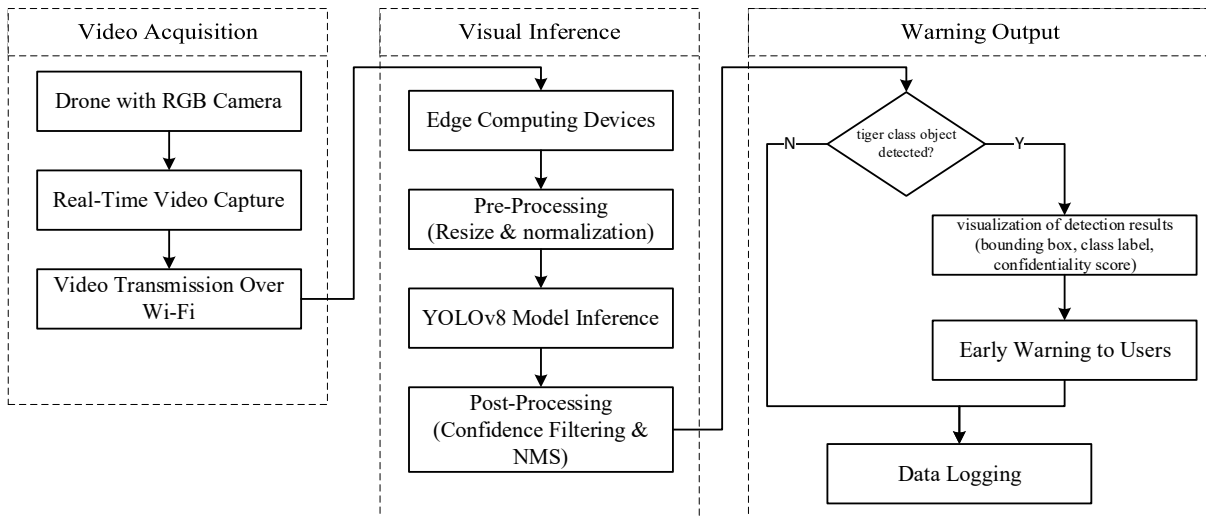 Video Acquisition
Drone with RGB Camera
Real-Time Video Capture
Video Transmission Over
Wi-Fi
Visual Inference
Edge Computing Devices
Pre-Processing
(Resize & normalization)
YOLOv8 Model Inference
Post-Processing
(Confidence Filtering &
NMS)
Warning Output
tiger class object
detected?
N
Y
visualization of detection results
(bounding box, class label,
confidentiality score)
Early Warning to Users
Data Logging